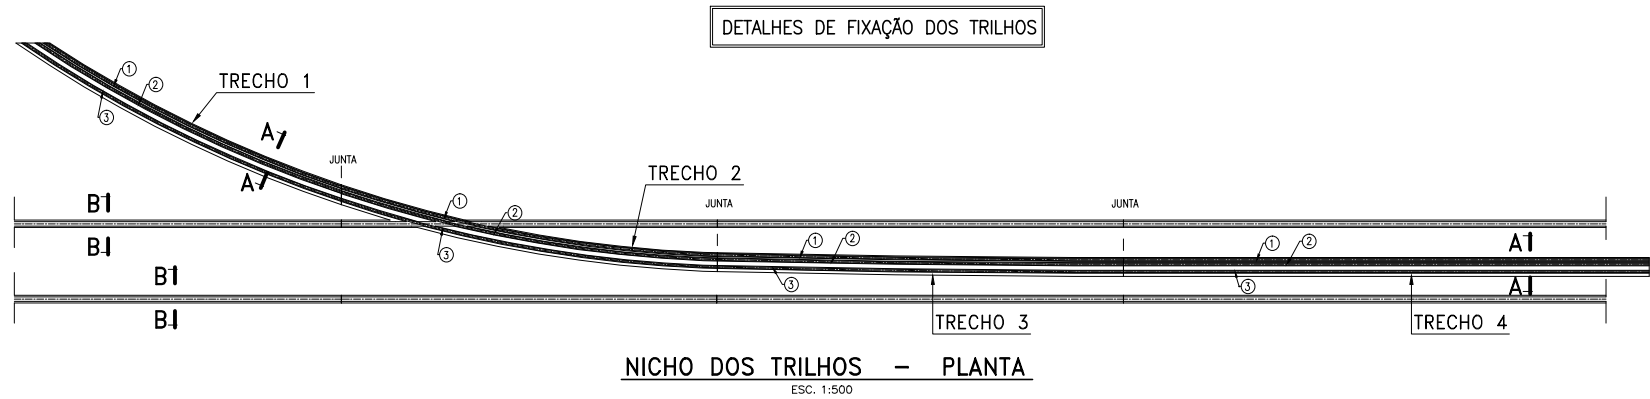 DETALHES DE FIXAÇÃO DOS TRILHOS
1
2
TRECHO 1
3
A
JUNTA
A
TRECHO 2
B
1
2
JUNTA
JUNTA
B
3
1
2
1
2
A
B
3
3
A
B
TRECHO 3
TRECHO 4
NICHO DOS TRILHOS - PLANTA
ESC. 1:500